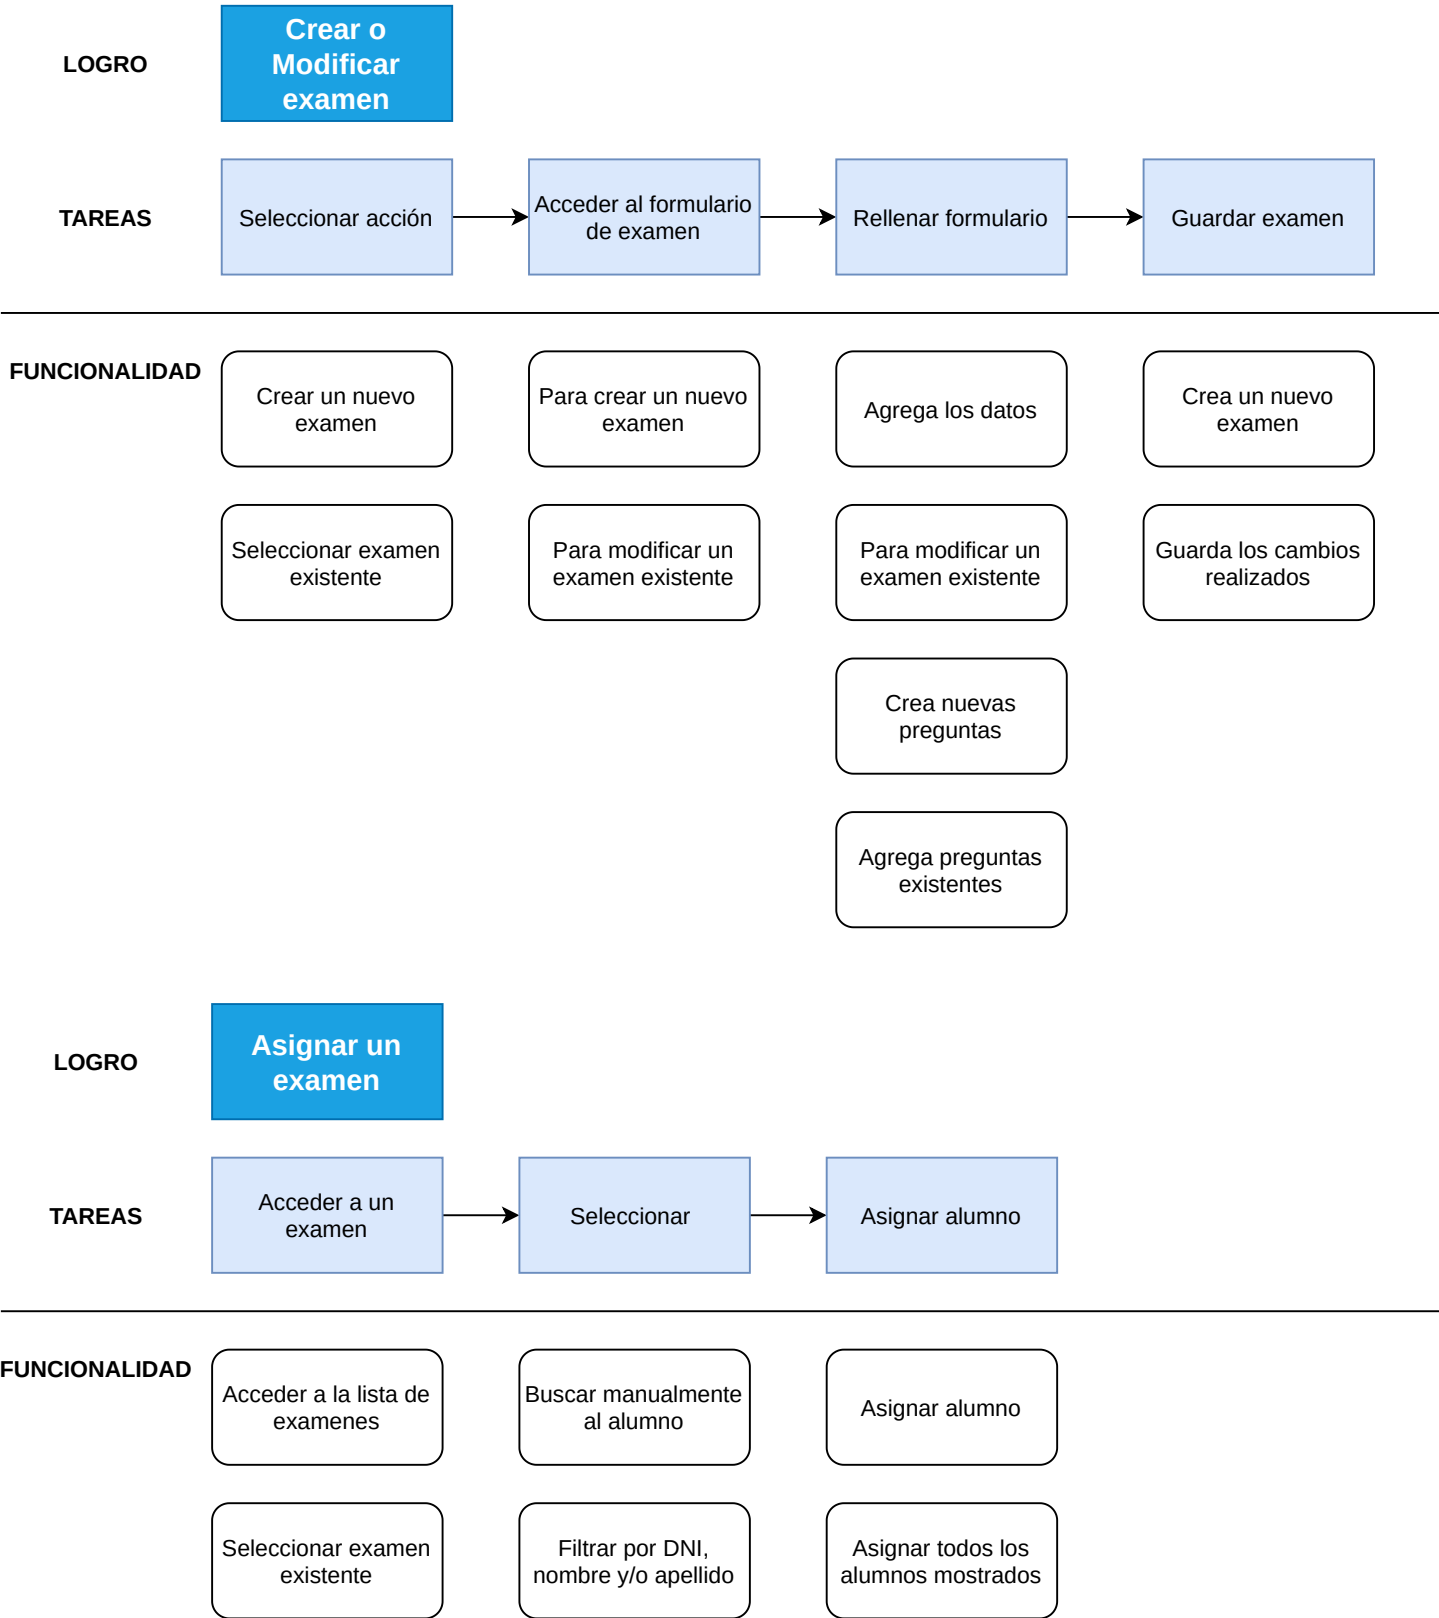 LOGRO
Crear o
Modificar
examen
TAREAS
Seleccionar acción
Acceder al formulario
de examen
Rellenar formulario
Guardar examen
FUNCIONALIDAD
Crear un nuevo
examen
Para crear un nuevo
examen
Agrega los datos
Crea un nuevo
examen
Seleccionar examen
existente
Para modificar un
examen existente
Para modificar un
examen existente
Guarda los cambios
realizados
Crea nuevas
preguntas
Agrega preguntas
existentes
LOGRO
Asignar un
examen
TAREAS
Acceder a un
examen
Seleccionar
Asignar alumno
FUNCIONALIDAD
Acceder a la lista de
examenes
Buscar manualmente
al alumno
Asignar alumno
Seleccionar examen
existente
Filtrar por DNI,
nombre y/o apellido
Asignar todos los
alumnos mostrados